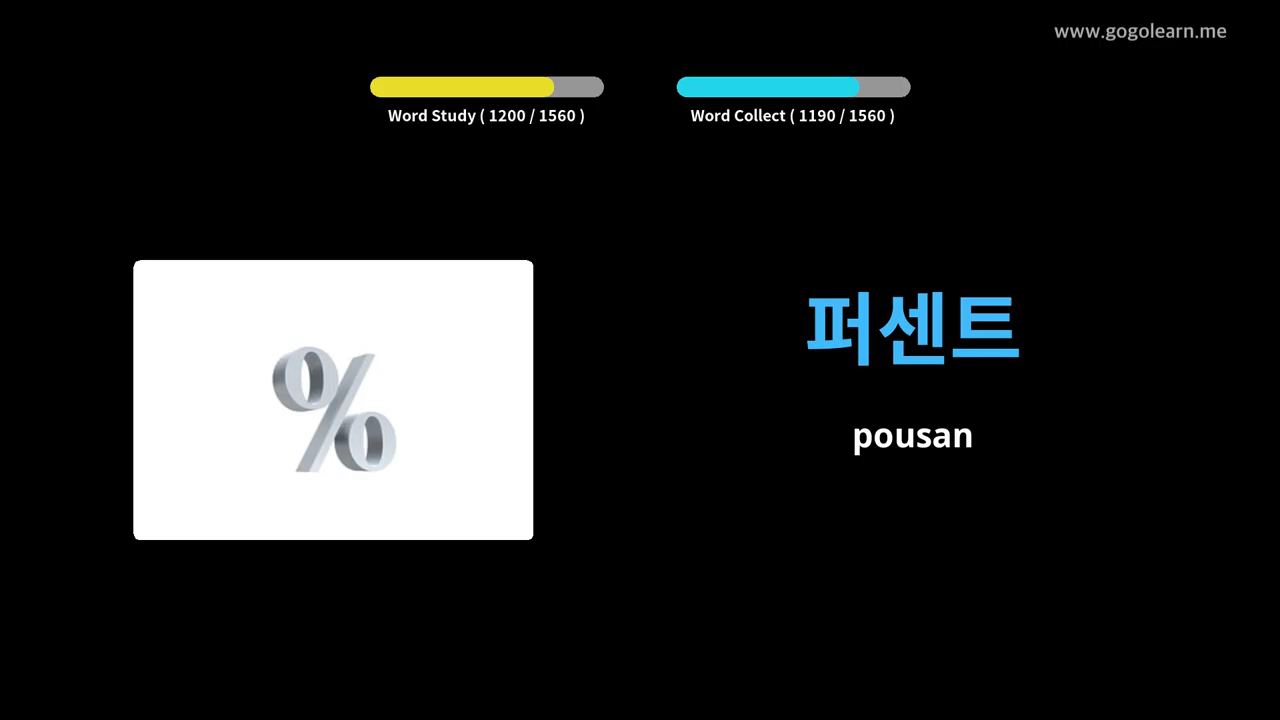 www.gogolearn.me
Word Study ( 1200 / 1560 )
Word Collect ( 1190 / 1560 )
%
퍼센트
pousan